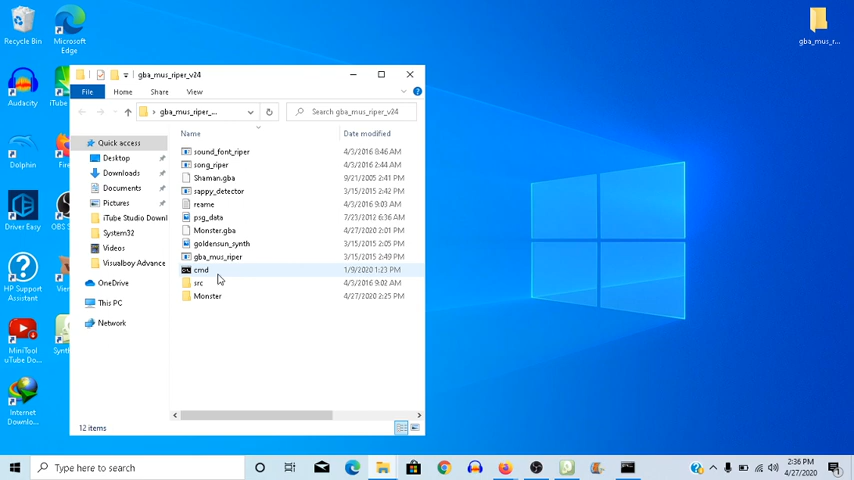 Recycle Bin
Microsoft
Edge
gba_mus_r...
Audacity
iTube
Dolphin
Fire
Driver Easy
OBS S
HP Support
Assistant
Vie
MiniTool
uTube Do...
Synth
Internet
Downlo...
gba_mus_riper_v24
File
Home
Share
View
gba_mus_riper_...
Search gba_mus_riper_v24
Name
Date modified
Quick access
Desktop
Downloads
Documents
Pictures
iTube Studio Downl
System32
Videos
Visualboy Advance
OneDrive
This PC
Network
sound_font_riper 4/3/2016 8:46 AM
song_riper 4/3/2016 2:44 AM
Shaman.gba 9/21/2005 2:41 PM
sappy_detector 3/15/2015 2:42 PM
reame 4/3/2016 9:03 AM
psg_data 7/23/2012 6:36 AM
Monster.gba 4/27/2020 2:01 PM
goldensun_synth 3/15/2015 2:05 PM
gba_mus_riper 3/15/2015 2:49 PM
cmd 1/9/2020 1:23 PM
src 4/3/2016 9:02 AM
Monster 4/27/2020 2:25 PM
12 items
Type here to search
2:36 PM
4/27/2020
1